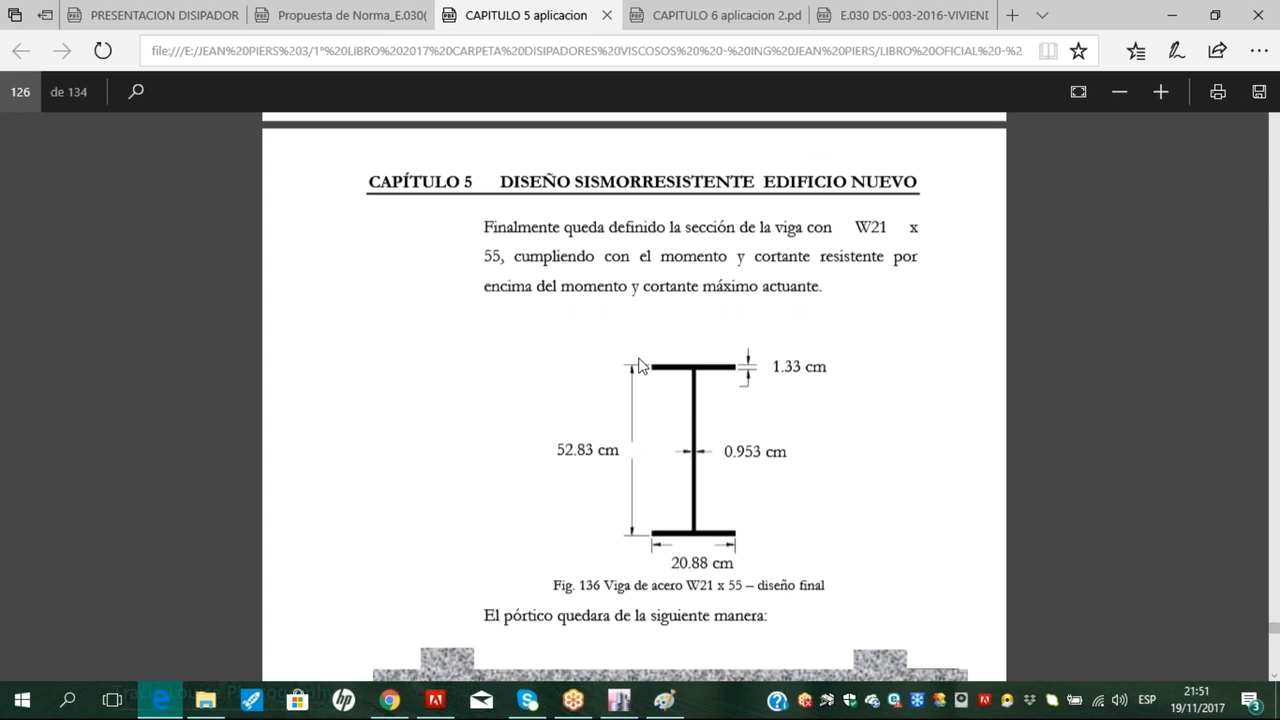 PRESENTACION DISIPADOR
Propuesta de Norma_E.030(
CAPITULO 5 aplicacion
CAPITULO 6 aplicacion 2.pd
E.030 DS-003-2016-VIVIEND
file:///E:/JEAN%20PIERS%203/1°%20LIBRO%202017%20CARPETA%20DISIPADORES%20VISCOSOS%20%20-%20ING%20JEAN%20PIERS/LIBRO%20OFICIAL%20-%2
126
de 134
CAPÍTULO 5 DISEÑO SISMORRESISTENTE EDIFICIO NUEVO
Finalmente queda definido la sección de la viga con W21 x
55, cumpliendo con el momento y cortante resistente por
encima del momento y cortante máximo actuante.
1.33 cm
52.83 cm
0.953 cm
20.88 cm
Fig. 136 Viga de acero W21 x 55 – diseño final
El pórtico quedara de la siguiente manera:
ESP
21:51
19/11/2017
3